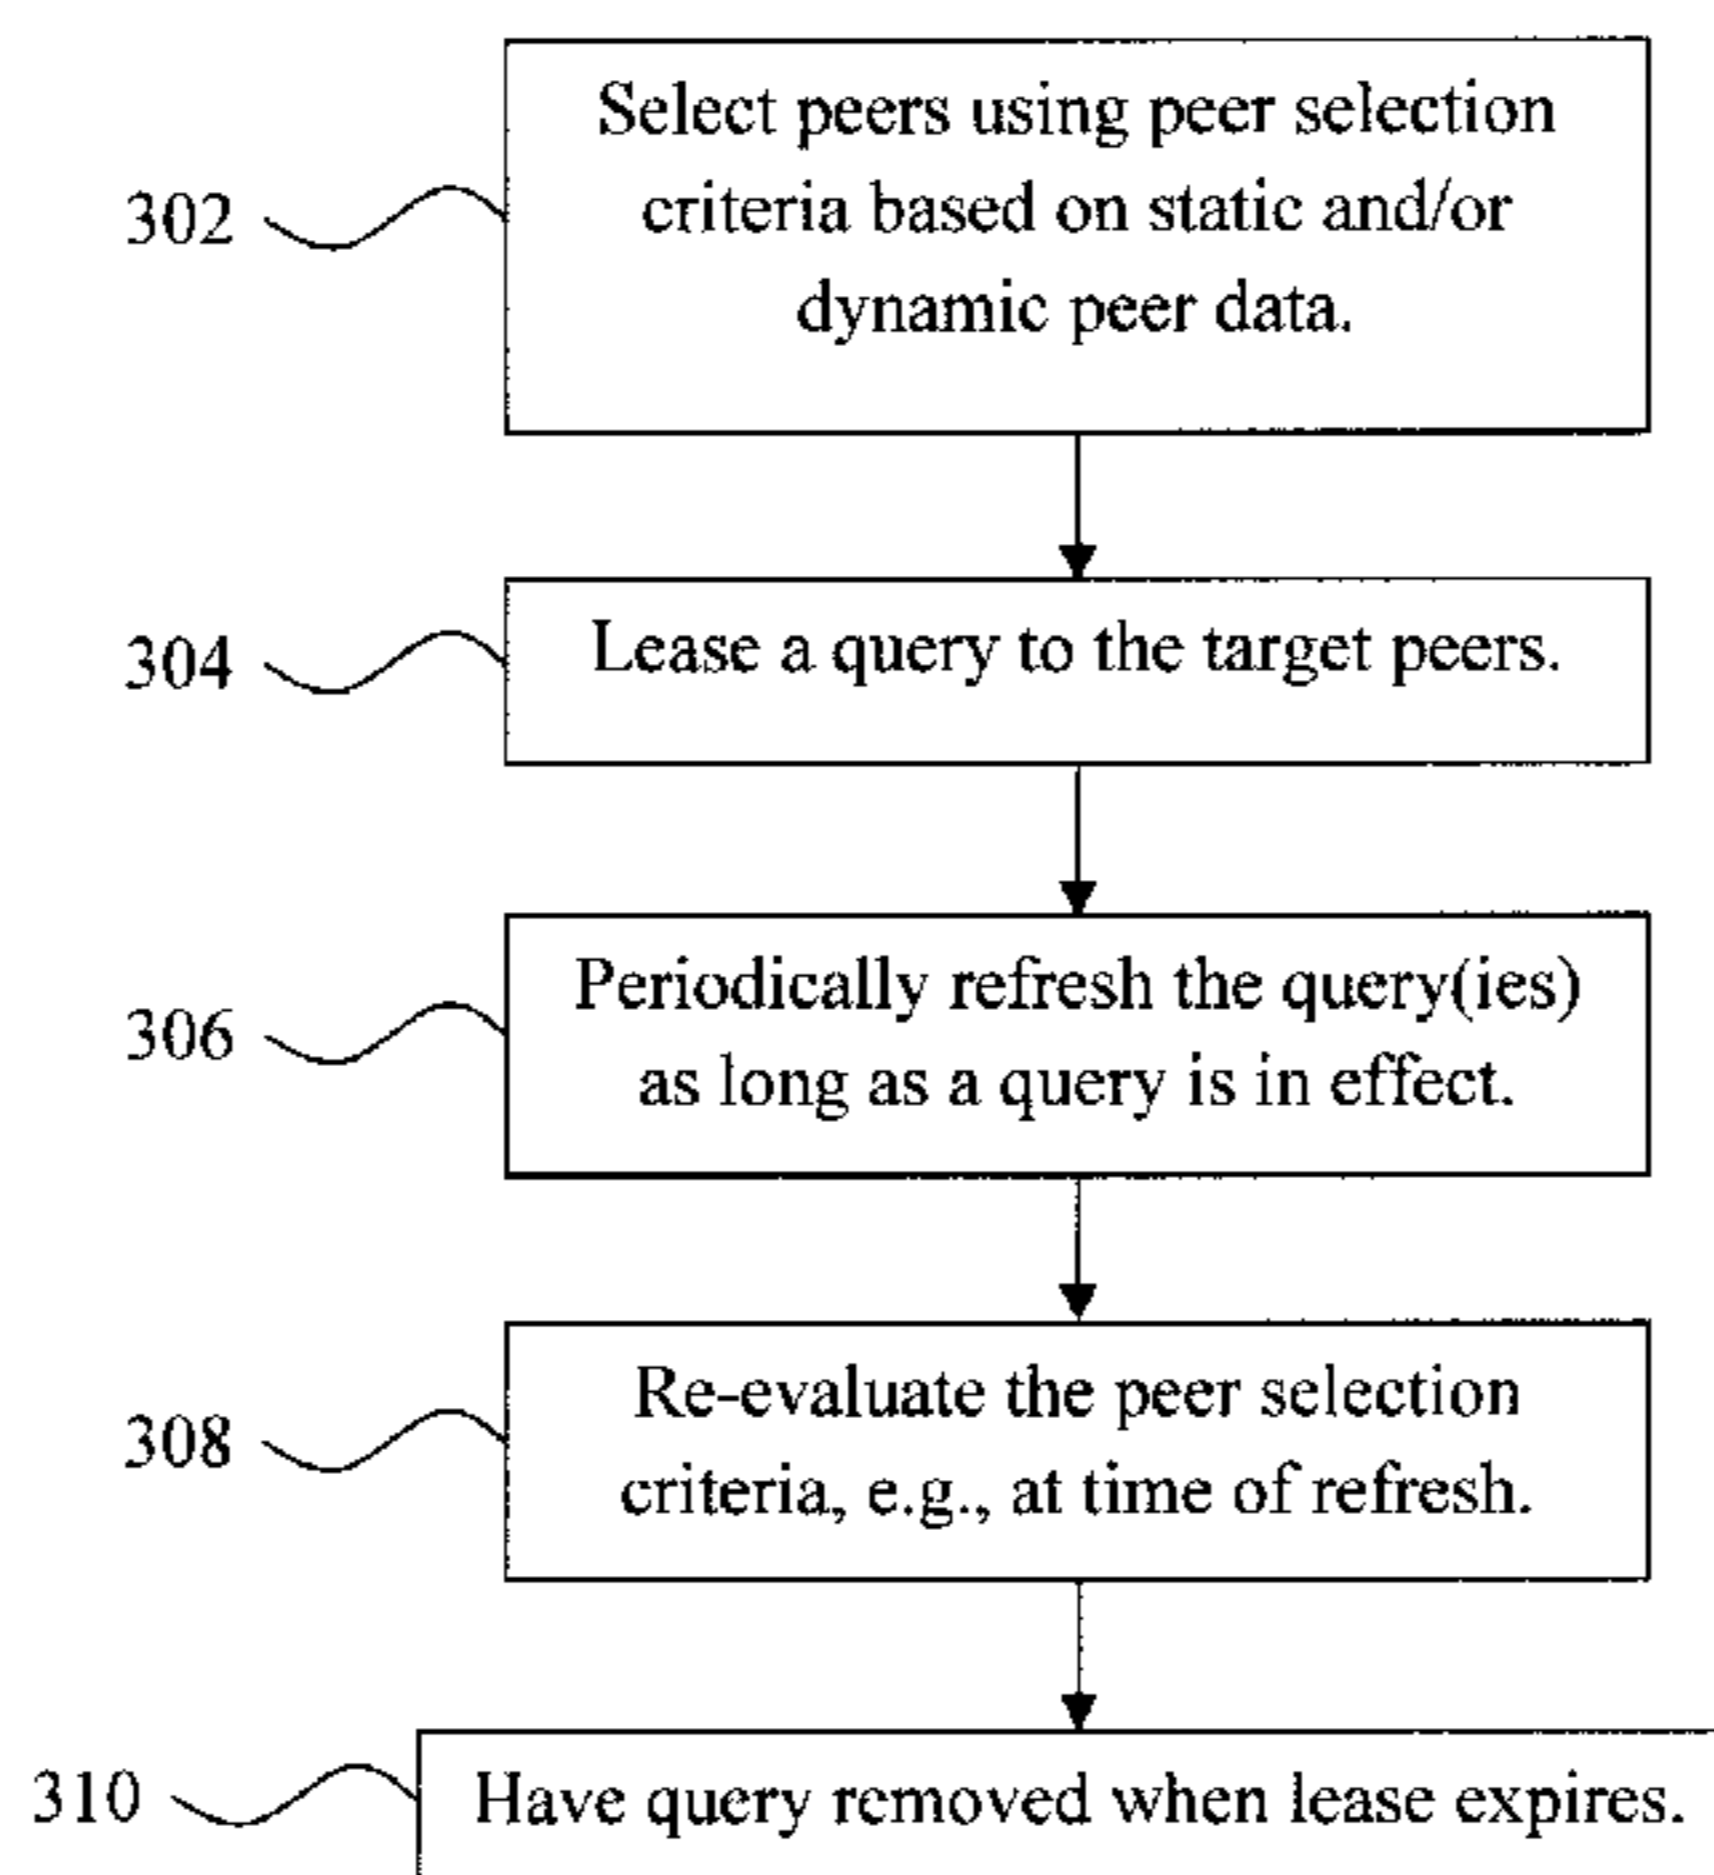 Select peers using peer selection
criteria based on static and/or
dynamic peer data.
302
Lease a query to the target peers.
304
Periodically refresh the query(ies)
as long as a query is in effect.
306
Re-evaluate the peer selection
criteria, e.g., at time of refresh.
308
Have query removed when lease expires.
310